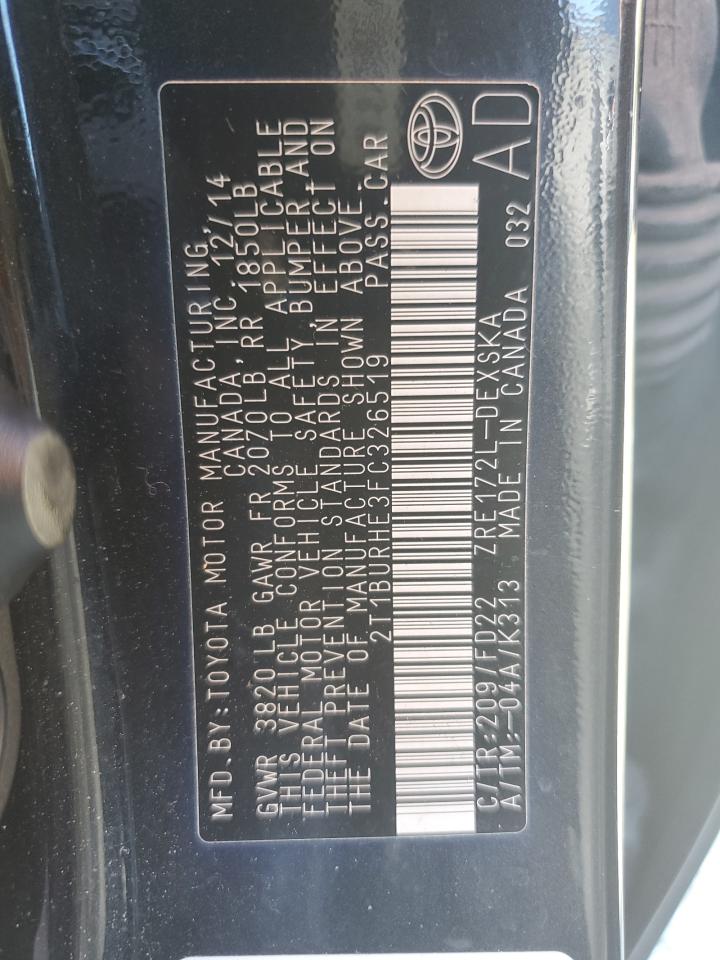 MFD.BY:TOYOTA MOTOR MANUFACTURING,
CANADA, INC. 12/14
GVWR 3820LB GAWR FR 2070LB, RR 1850LB
THIS VEHICLE CONFORMS TO ALL APPLICABLE
FEDERAL MOTOR VEHICLE SAFETY,BUMPER,AND
THEFT PREVENTION STANDARDS IN EFFECT ON
THE DATE OF MANUFACTURE SHOWN ABOVE.
2T1BURHE3FC326519 PASS.CAR
C/TR:209/FD22 ZRE172L-DEXSKA
A/TM:-04A/K313 MADE IN CANADA 032
AD